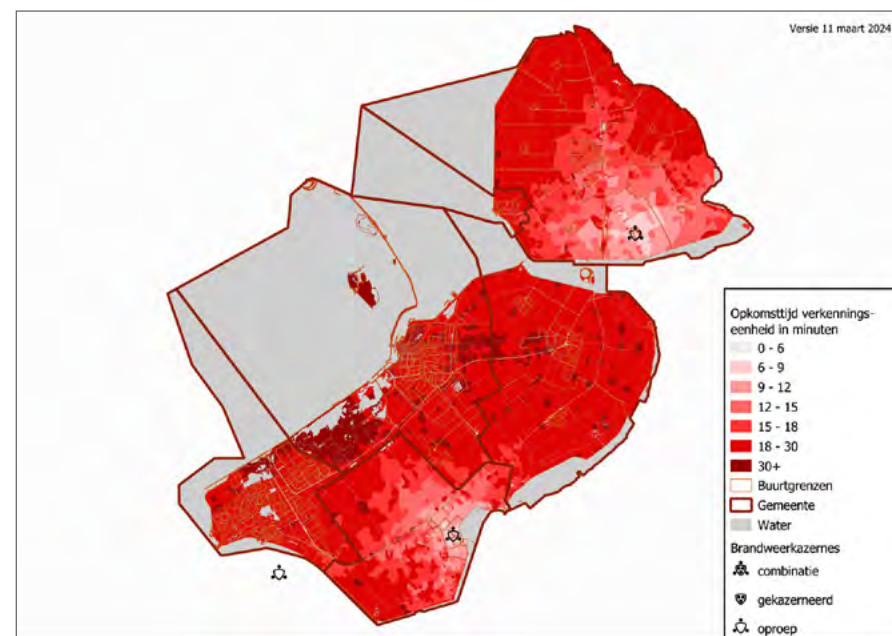 Versie 11 maart 2024
Opkomsttijd verkennings-
eenheid in minuten
0 - 6
6 - 9
9 - 12
12 - 15
15 - 18
18 - 30
30+
Buurtgrenzen
Gemeente
Water
Brandweerkazernes
combinatie
gekazerneerd
oproep